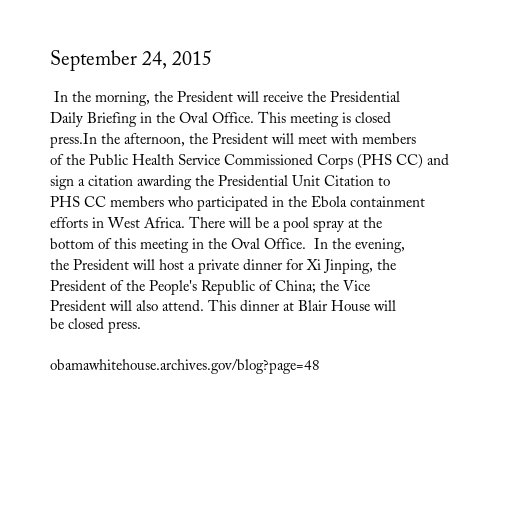 September 24, 2015
In the morning, the President will receive the Presidential
Daily Briefing in the Oval Office. This meeting is closed
press.In the afternoon, the President will meet with members
of the Public Health Service Commissioned Corps (PHS CC) and
sign a citation awarding the Presidential Unit Citation to
PHS CC members who participated in the Ebola containment
efforts in West Africa. There will be a pool spray at the
bottom of this meeting in the Oval Office.  In the evening,
the President will host a private dinner for Xi Jinping, the
President of the People's Republic of China; the Vice
President will also attend. This dinner at Blair House will
be closed press.
obamawhitehouse.archives.gov/blog?page=48